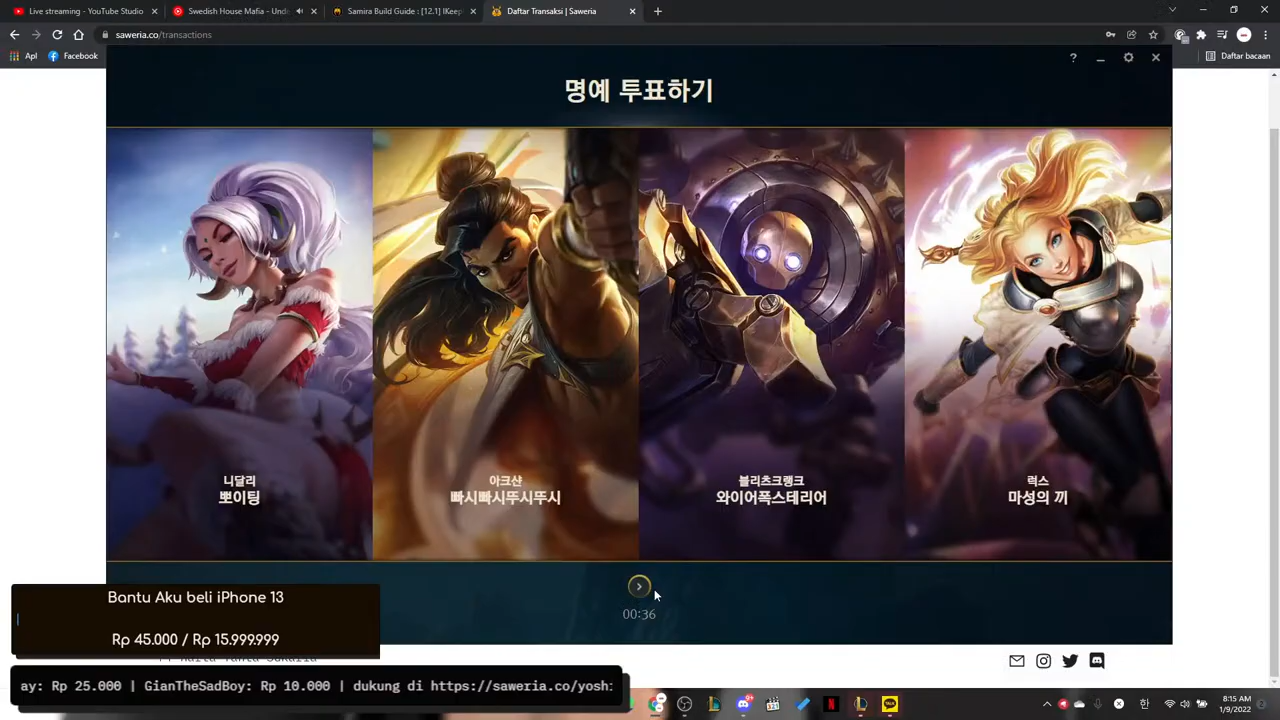 Live streaming - YouTube Studio
Swedish House Mafia - Und
Samira Build Guide : [12.1] IKeep
Daftar Transaksi | Saweria
saweria.co/transactions
Apl
Facebook
Daftar bacaan
명예 투표하기
니달리
뽀이팅
아크샨
빠시빠시뚜시뚜시
블리츠크랭크
와이어폭스테리어
럭스
마성의 끼
00:36
Bantu Aku beli iPhone 13
Rp 45.000 / Rp 15.999.999
ay: Rp 25.000 | GianTheSadBoy: Rp 10.000 | dukung di https://saweria.co/yosh
한
8:15 AM
1/9/2022